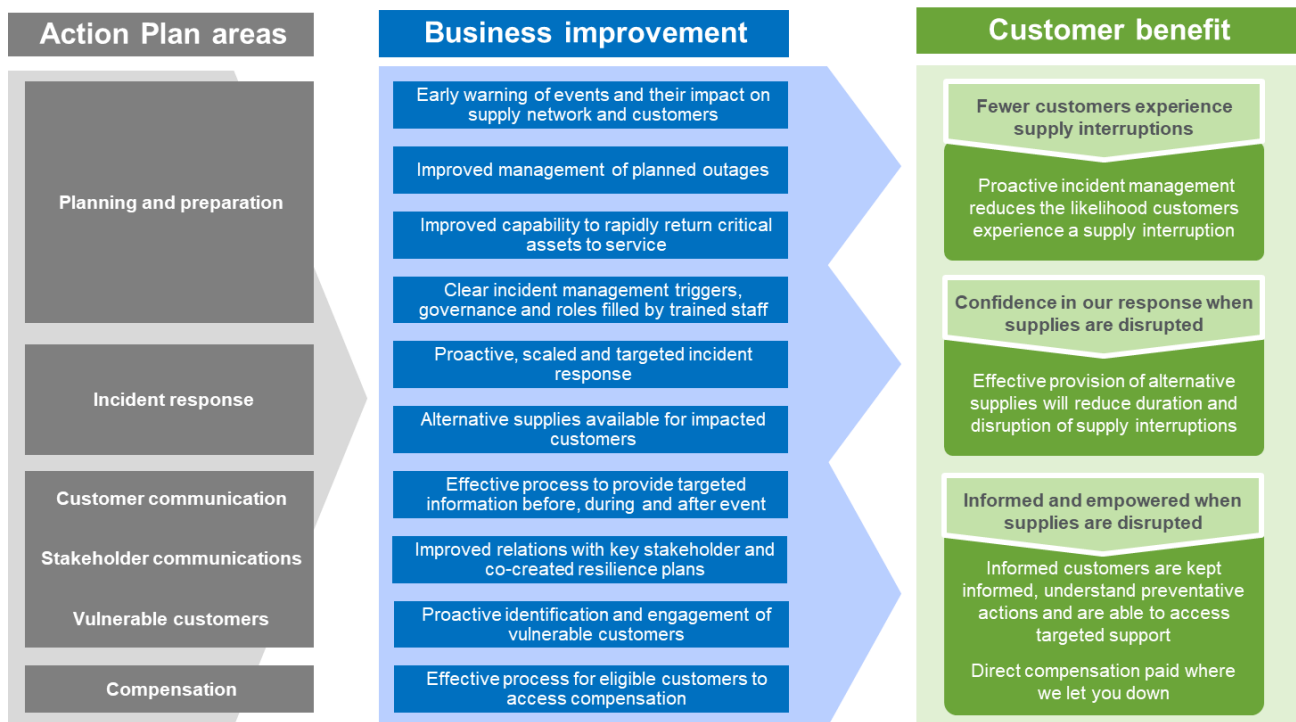 Action Plan areas
Planning and preparation
Incident response
Customer communication
Stakeholder communications
Vulnerable customers
Compensation
Business improvement
Early warning of events and their impact on
supply network and customers
Improved management of planned outages
Improved capability to rapidly return critical
assets to service
Clear incident management triggers,
governance and roles filled by trained staff
Proactive, scaled and targeted incident
response
Alternative supplies available for impacted
customers
Effective process to provide targeted
information before, during and after event
Improved relations with key stakeholder and
co-created resilience plans
Proactive identification and engagement of
vulnerable customers
Effective process for eligible customers to
access compensation
Customer benefit
Fewer customers experience
supply interruptions
Proactive incident management
reduces the likelihood customers
experience a supply interruption
Confidence in our response when
supplies are disrupted
Effective provision of alternative
supplies will reduce duration and
disruption of supply interruptions
Informed and empowered when
supplies are disrupted
Informed customers are kept
informed, understand preventative
actions and are able to access
targeted support
Direct compensation paid where
we let you down